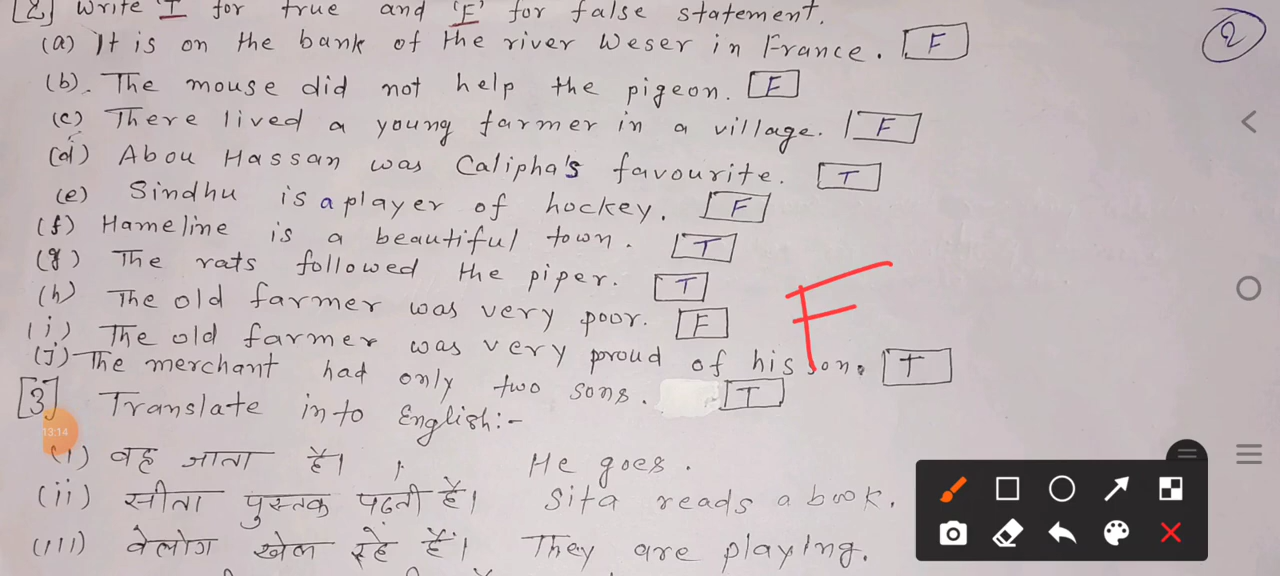 [2] Write 'T' for true and 'F' for false statement.
2
(a) It is on the bank of the river Weser in France. F
(b). The mouse did not help the pigeon. F
(c) There lived a young farmer in a village. F
(d) Abou Hassan was Calipha's favourite. T
(e) Sindhu is a player of hockey. F
(f) Hameline is a beautiful town. T
(g) The rats followed the piper. T
(h) The old farmer was very poor. F
F
(i) The old farmer was very proud of his son. T
(j) The merchant had only two sons. T
[3] Translate into English:-
13:14
(i) वह जाता है। He goes.
(ii) सीता पुस्तक पढ़ती है। Sita reads a book.
(iii) वेलोग खेल रहे हैं। They are playing.